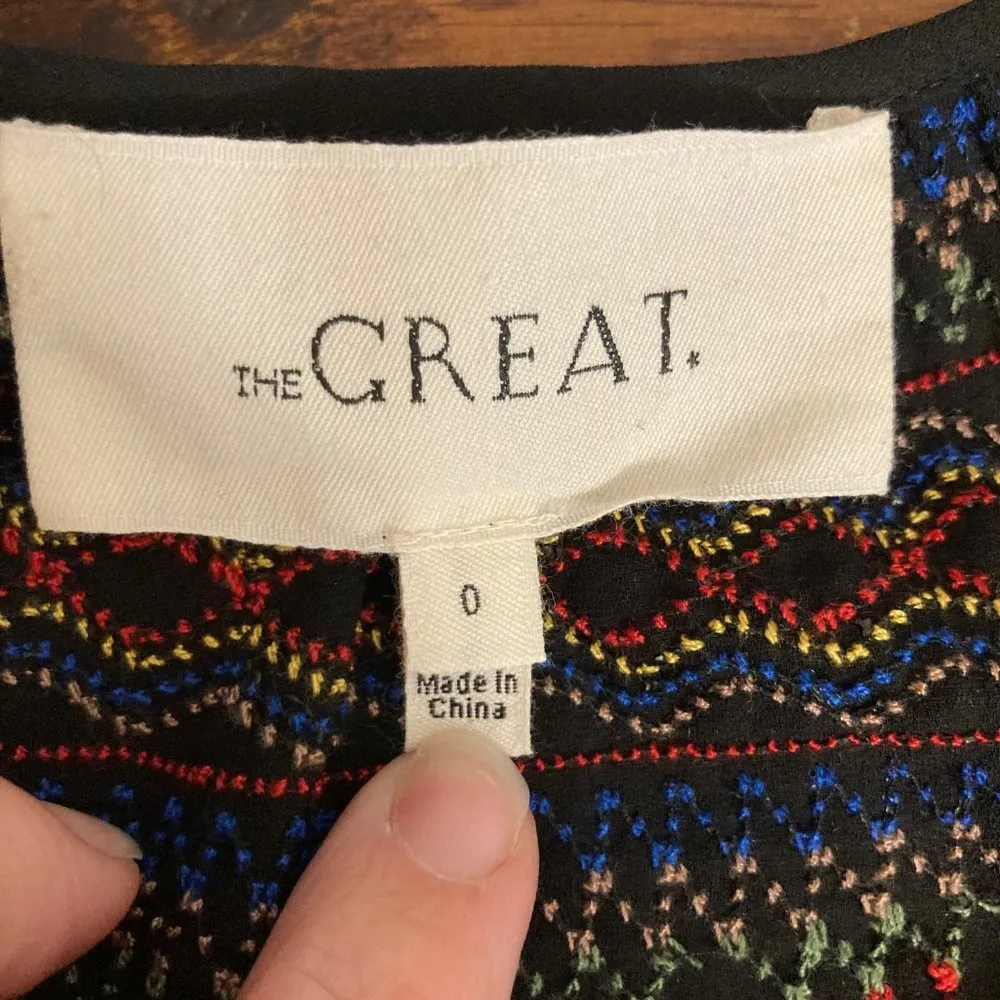 THE GREAT.
0
Made in
China